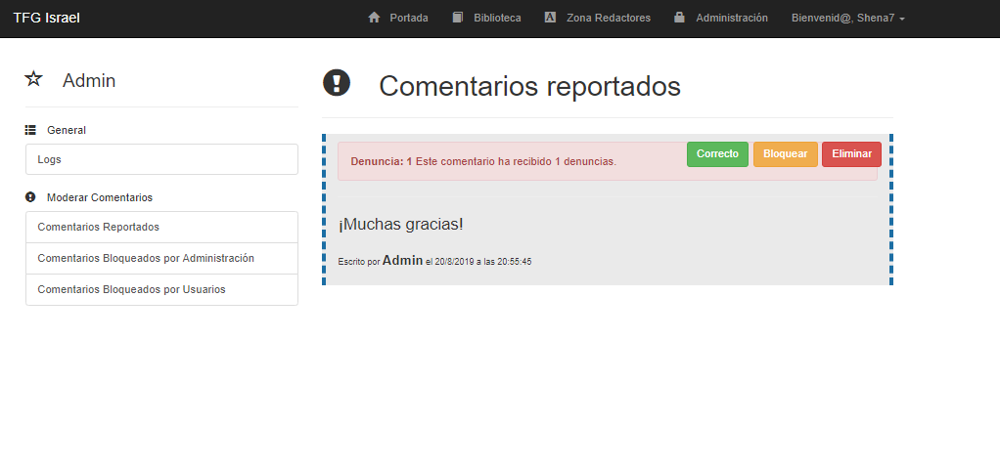 TFG Israel Portada Biblioteca Zona Redactores Administración Bienvenid@, Shena7
Admin
General
Logs
Moderar Comentarios
Comentarios Reportados
Comentarios Bloqueados por Administración
Comentarios Bloqueados por Usuarios
Comentarios reportados
Denuncia: 1 Este comentario ha recibido 1 denuncias.
Correcto Bloquear Eliminar
¡Muchas gracias!
Escrito por Admin el 20/8/2019 a las 20:55:45